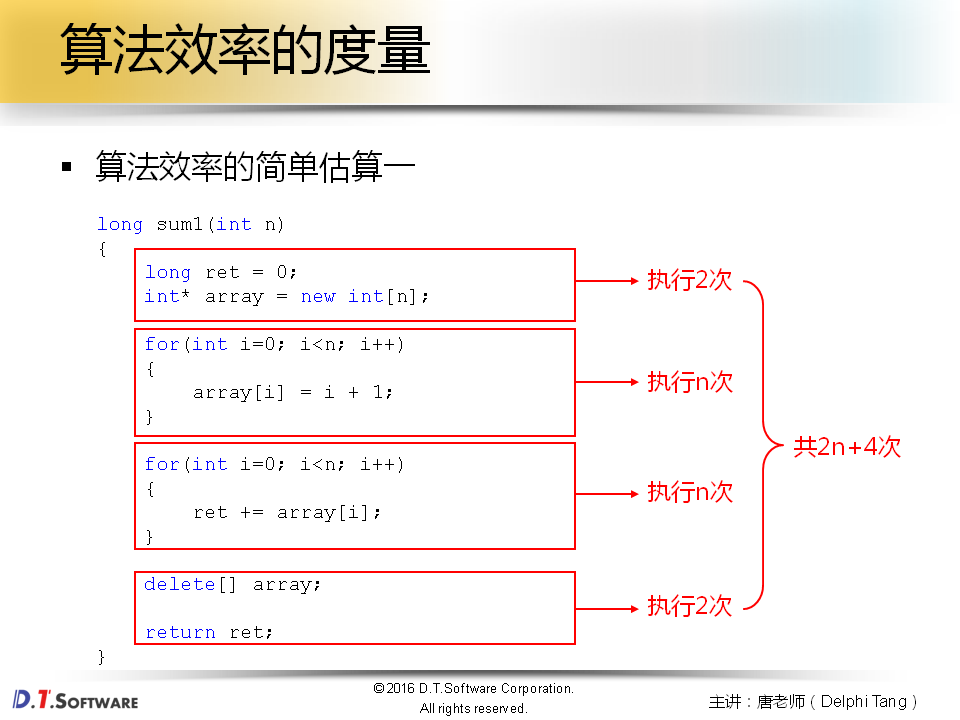 算法效率的度量
▪ 算法效率的简单估算一
long sum1(int n)
{
long ret = 0;
int* array = new int[n];
执行2次
for(int i=0; i<n; i++)
{
array[i] = i + 1;
}
执行n次
共2n+4次
for(int i=0; i<n; i++)
{
ret += array[i];
}
执行n次
delete[] array;
return ret;
执行2次
}
D.T.SOFTWARE
©2016 D.T.Software Corporation.
All rights reserved.
主讲：唐老师（Delphi Tang）